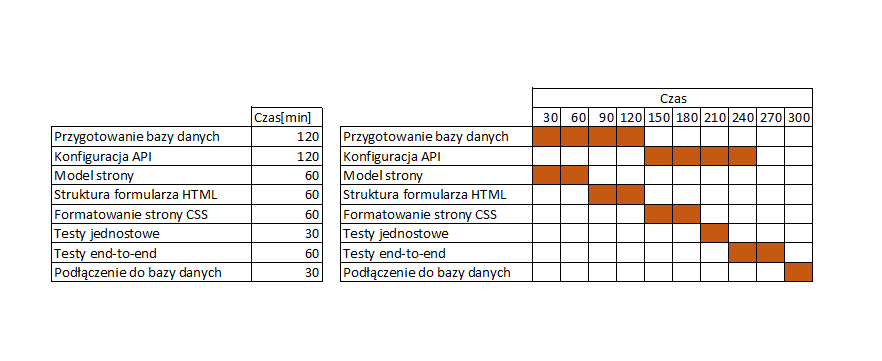 Czas
Czas[min] 30 60 90 120 150 180 210 240 270 300
Przygotowanie bazy danych 120 Przygotowanie bazy danych
Konfiguracja API 120 Konfiguracja API
Model strony 60 Model strony
Struktura formularza HTML 60 Struktura formularza HTML
Formatowanie strony CSS 60 Formatowanie strony CSS
Testy jednostowe 30 Testy jednostowe
Testy end-to-end 60 Testy end-to-end
Podłączenie do bazy danych 30 Podłączenie do bazy danych